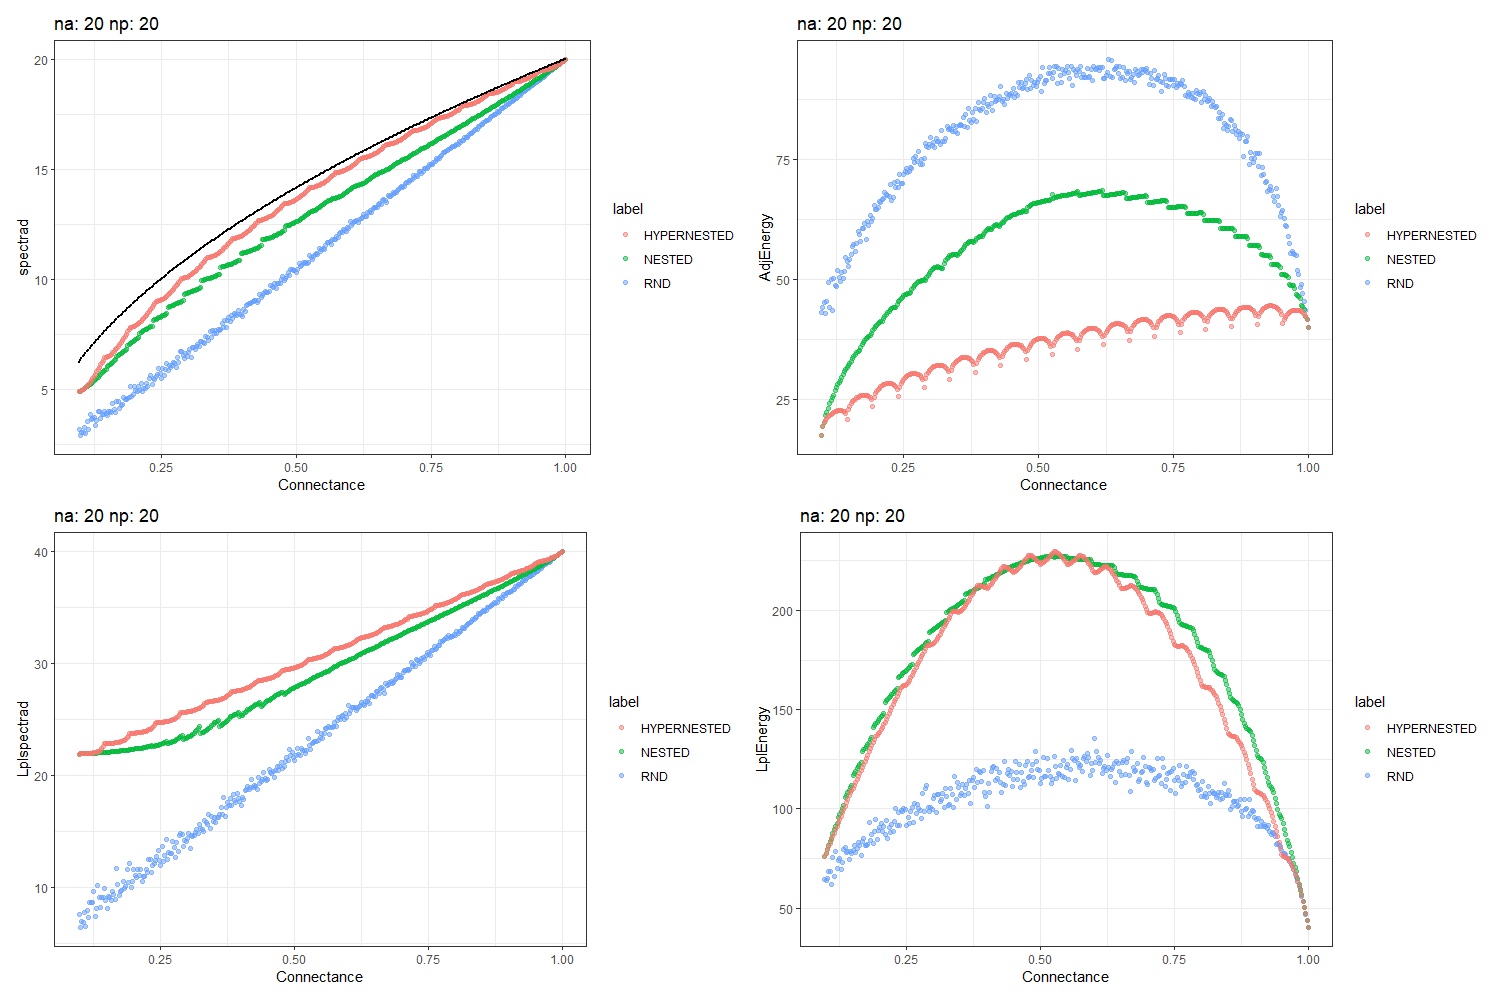 na: 20 np: 20
spectrad
20
15
10
5
0.25 0.50 0.75 1.00
Connectance
label
HYPERNESTED
NESTED
RND
na: 20 np: 20
AdjEnergy
75
50
25
0.25 0.50 0.75 1.00
Connectance
label
HYPERNESTED
NESTED
RND
na: 20 np: 20
Lplspectrad
40
30
20
10
0.25 0.50 0.75 1.00
Connectance
label
HYPERNESTED
NESTED
RND
na: 20 np: 20
LplEnergy
200
150
100
50
0.25 0.50 0.75 1.00
Connectance
label
HYPERNESTED
NESTED
RND